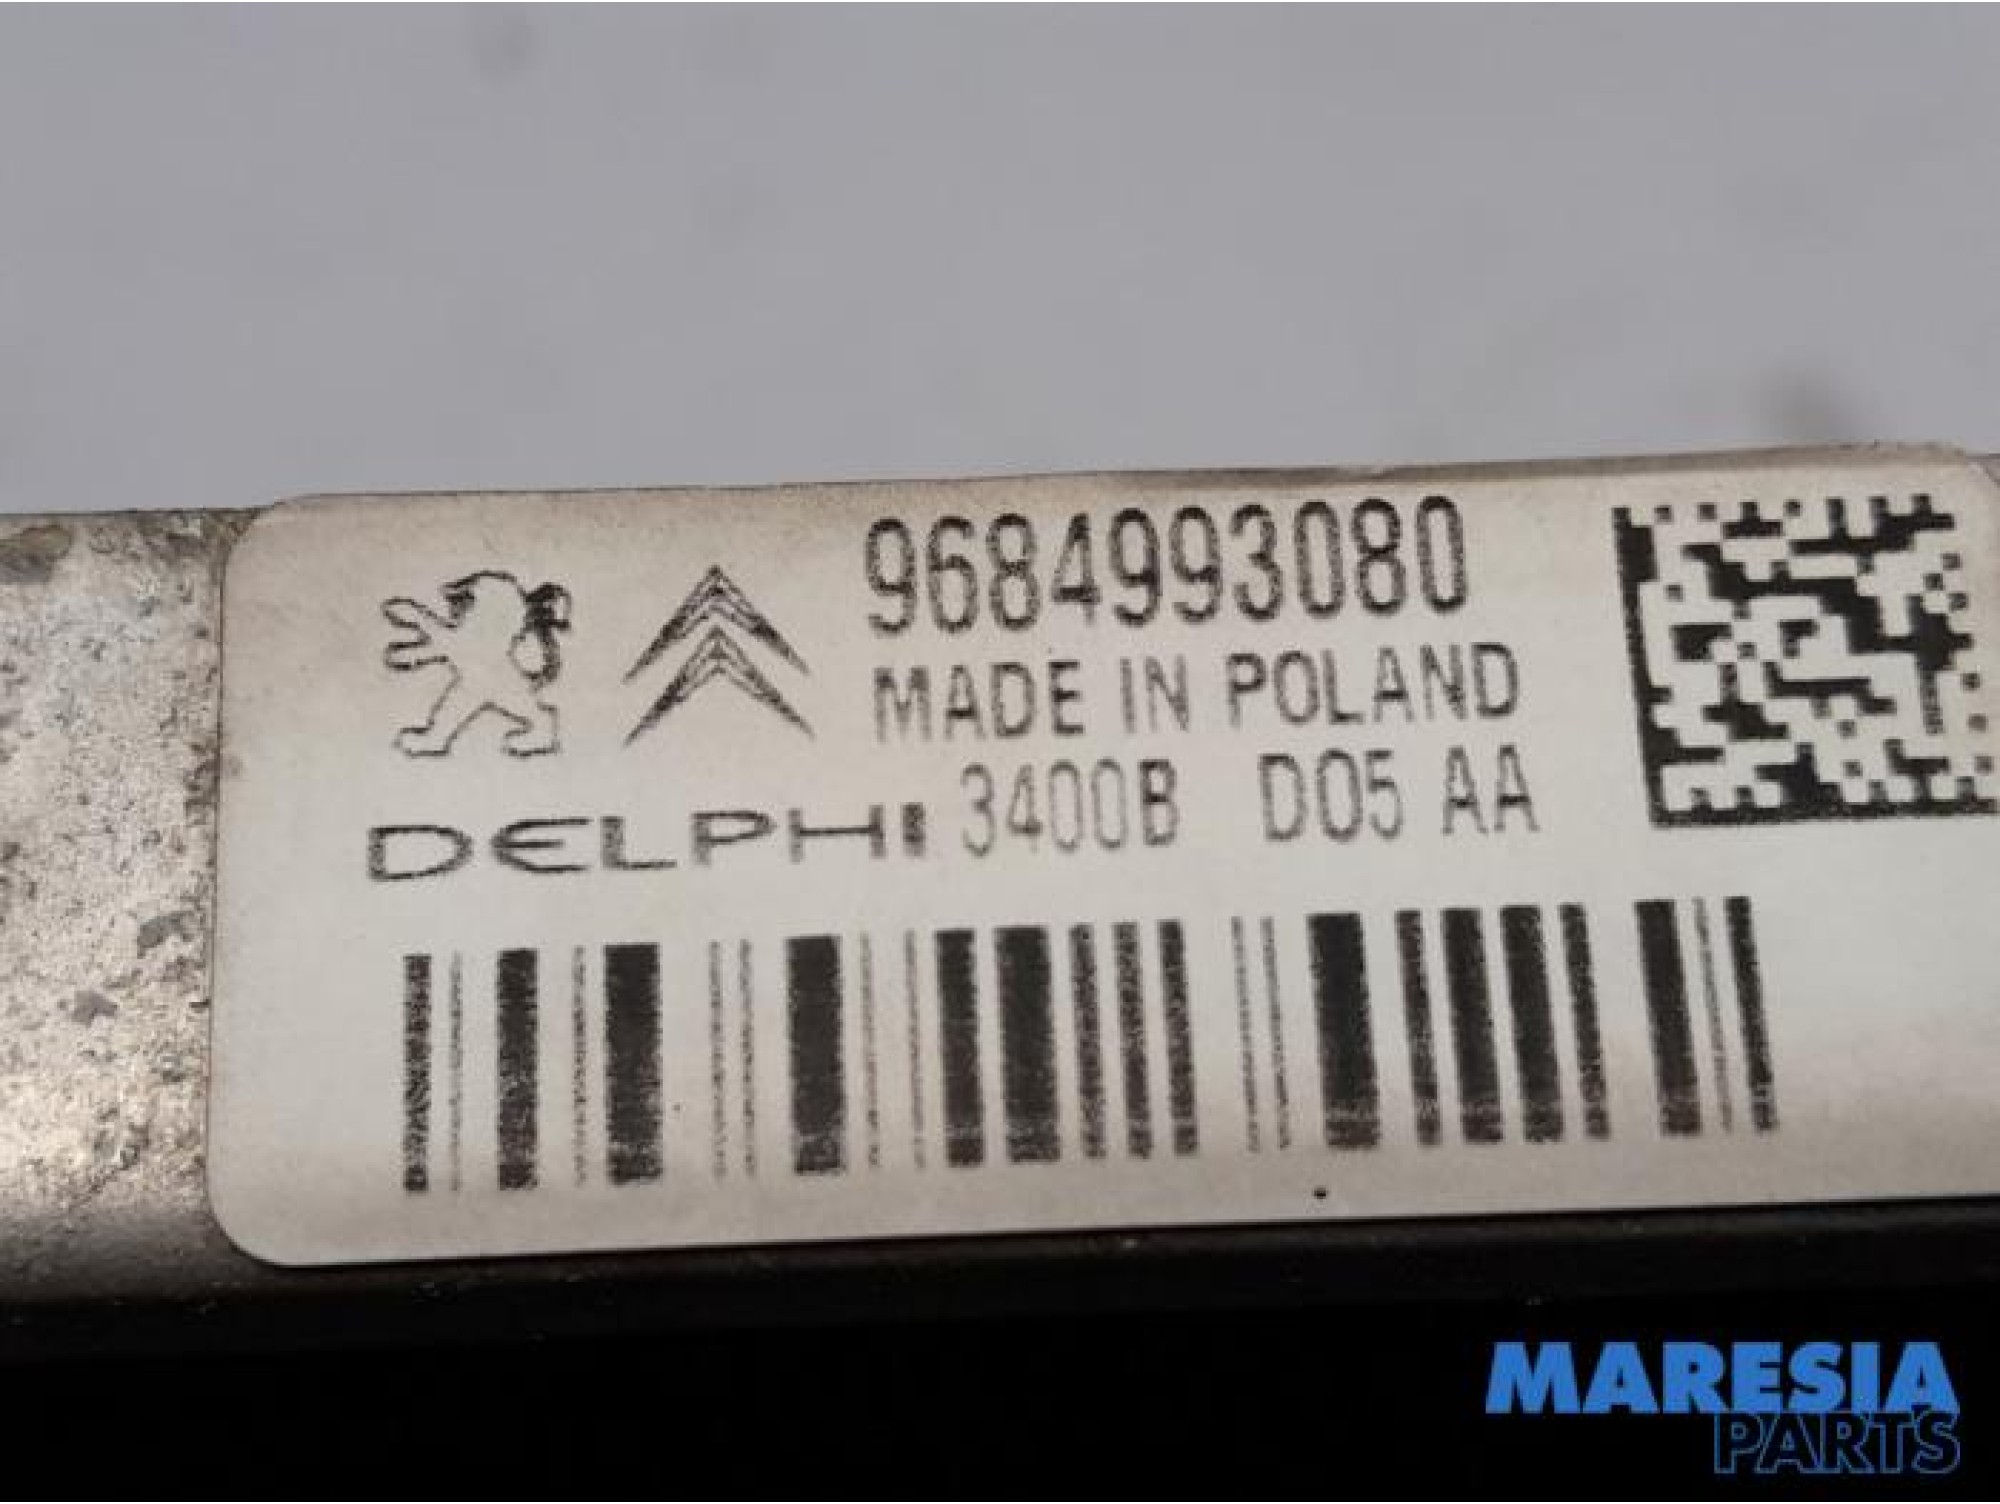 9684993080
MADE IN POLAND
DELPHI 3400B D05 AA
MARESIA
PARTS